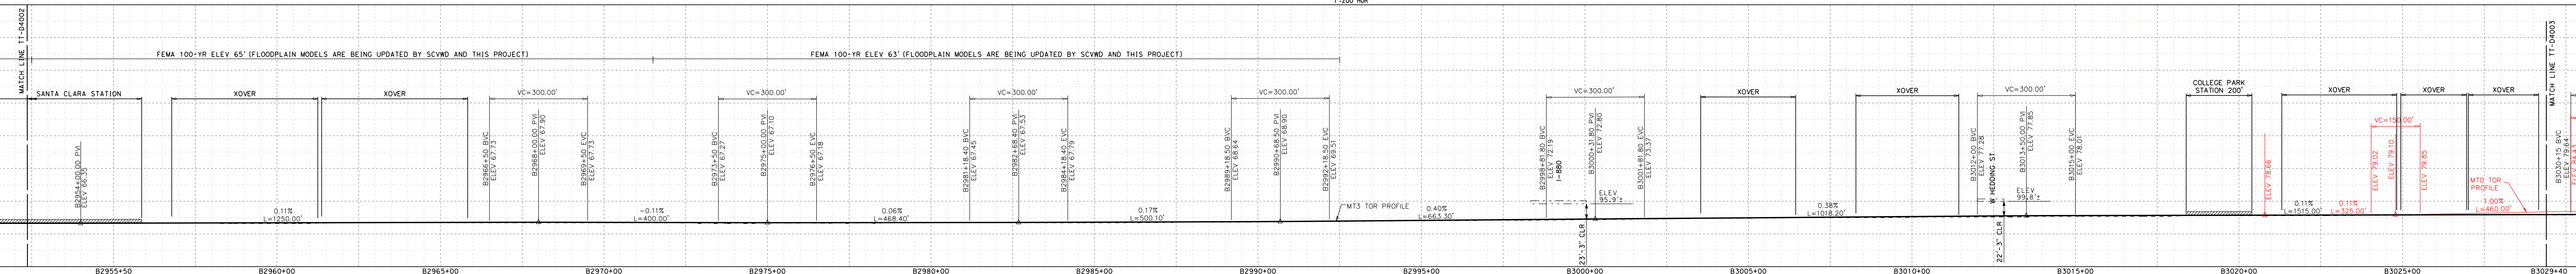 1"=200' HOR
MATCH LINE TT-D4002
FEMA 100-YR ELEV 65' (FLOODPLAIN MODELS ARE BEING UPDATED BY SCVWD AND THIS PROJECT)
FEMA 100-YR ELEV 63' (FLOODPLAIN MODELS ARE BEING UPDATED BY SCVWD AND THIS PROJECT)
MATCH LINE TT-D4003
SANTA CLARA STATION
XOVER
XOVER
VC=300.00'
VC=300.00'
VC=300.00'
VC=300.00'
VC=300.00'
XOVER
XOVER
VC=300.00'
COLLEGE PARK
STATION 200'
XOVER
XOVER
XOVER
VC=150.00'
B2954+00.00 PVI
ELEV 66.35
B2966+50 BVC
ELEV 67.73
B2968+00.00 PVI
ELEV 67.90
B2969+50 EVC
ELEV 67.73
B2973+50 BVC
ELEV 67.27
B2975+00.00 PVI
ELEV 67.10
B2976+50 EVC
ELEV 67.18
B2981+18.40 BVC
ELEV 67.45
B2982+68.40 PVI
ELEV 67.53
B2984+18.40 EVC
ELEV 67.79
B2989+18.50 BVC
ELEV 68.64
B2990+68.50 PVI
ELEV 68.90
B2992+18.50 EVC
ELEV 69.51
B2998+81.80 BVC
ELEV 72.19
I-880
B3000+31.80 PVI
ELEV 72.80
B3001+81.80 EVC
ELEV 73.37
B3012+00 BVC
ELEV 77.28
W HEDDING ST
B3013+50.00 PVI
ELEV 77.85
B3015+00 EVC
ELEV 78.01
ELEV 78.66
ELEV 79.02
ELEV 79.10
ELEV 79.85
B3030+15 BVC
ELEV 79.64
ELEV 84.43
0.11%
L=1250.00'
-0.11%
L=400.00'
0.06%
L=468.40'
0.17%
L=500.10'
MT3 TOR PROFILE
0.40%
L=663.30'
ELEV
95.9'±
23'-3" CLR
0.38%
L=1018.20'
ELEV
99.8'±
22'-3" CLR
0.11%
L=1515.00'
0.11%
L=325.00'
1.00%
L=460.00'
MTD TOR
PROFILE
B2955+50
B2960+00
B2965+00
B2970+00
B2975+00
B2980+00
B2985+00
B2990+00
B2995+00
B3000+00
B3005+00
B3010+00
B3015+00
B3020+00
B3025+00
B3029+40